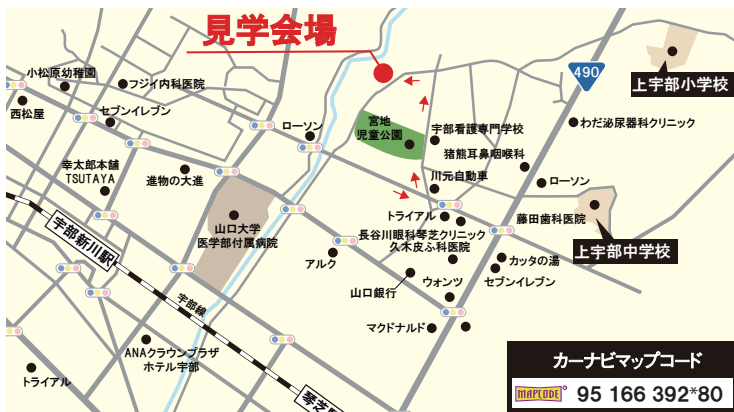 見学会場
490
小松原幼稚園
フジイ内科医院
上宇部小学校
西松屋
セブンイレブン
ローソン
宮地
児童公園
宇部看護専門学校
わだ泌尿器科クリニック
猪熊耳鼻咽喉科
幸太郎本舗
TSUTAYA
進物の大進
川元自動車
ローソン
山口大学
医学部付属病院
トライアル
藤田歯科医院
長谷川眼科琴芝クリニック
久木皮ふ科医院
上宇部中学校
宇部新川駅
アルク
カッタの湯
山口銀行
ウォンツ
セブンイレブン
宇部線
マクドナルド
ANAクラウンプラザ
ホテル宇部
トライアル
琴芝
カーナビマップコード
MAPCODE
95 166 392*80